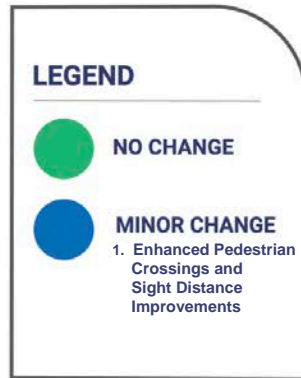 LEGEND
NO CHANGE
MINOR CHANGE
1. Enhanced Pedestrian
Crossings and
Sight Distance
Improvements